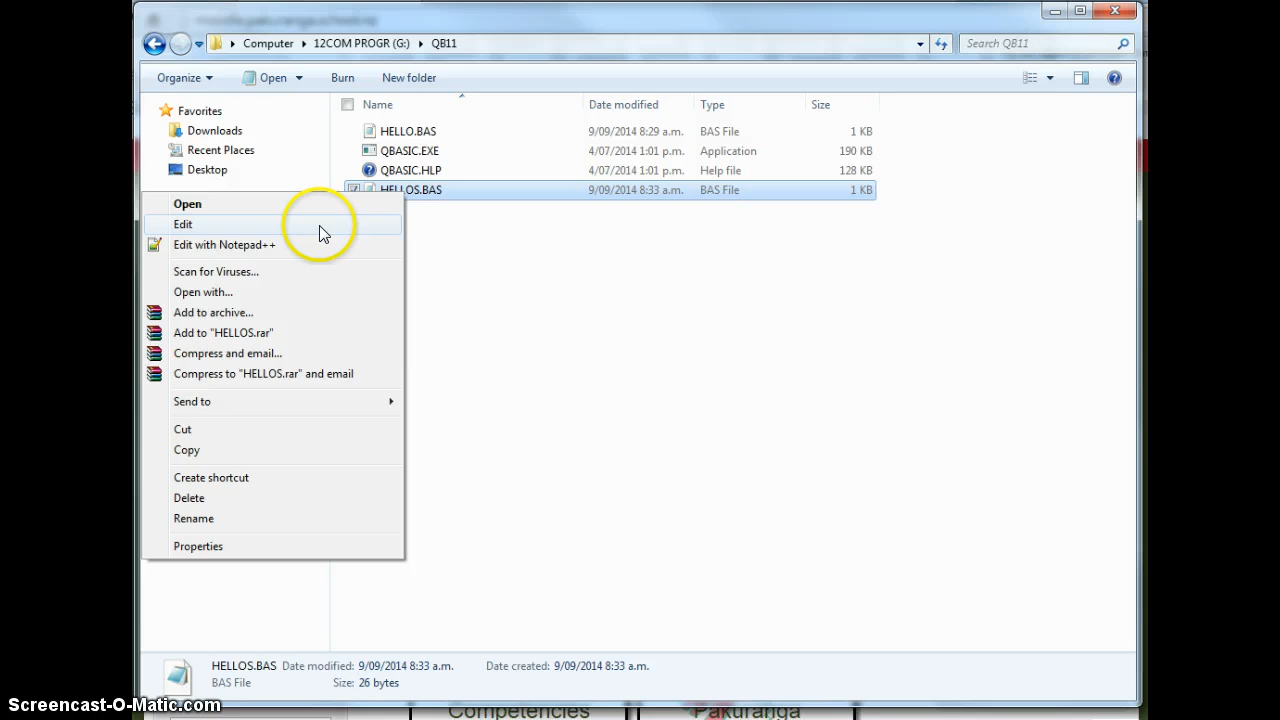 Computer 12COM PROGR (G:) QB11 Search QB11
Organize Open Burn New folder
Name Date modified Type Size
Favorites
Downloads
Recent Places
Desktop
HELLO.BAS 9/09/2014 8:29 a.m. BAS File 1 KB
QBASIC.EXE 4/07/2014 1:01 p.m. Application 190 KB
QBASIC.HLP 4/07/2014 1:01 p.m. Help file 128 KB
HELLOS.BAS 9/09/2014 8:33 a.m. BAS File 1 KB
Open
Edit
Edit with Notepad++
Scan for Viruses...
Open with...
Add to archive...
Add to "HELLOS.rar"
Compress and email...
Compress to "HELLOS.rar" and email
Send to
Cut
Copy
Create shortcut
Delete
Rename
Properties
HELLOS.BAS Date modified: 9/09/2014 8:33 a.m. Date created: 9/09/2014 8:33 a.m.
BAS File Size: 26 bytes
Screencast-O-Matic.com
Competencies Pakuranga